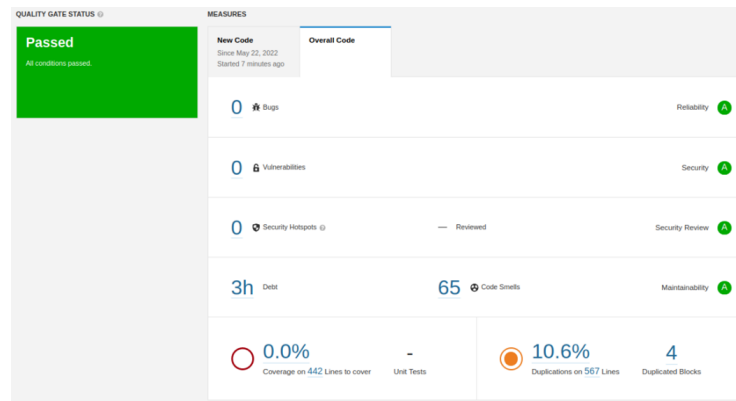 QUALITY GATE STATUS
MEASURES
Passed
All conditions passed.
New Code
Since May 22, 2022
Started 7 minutes ago
Overall Code
0 Bugs
Reliability A
0 Vulnerabilities
Security A
0 Security Hotspots ?
— Reviewed
Security Review A
3h Debt
65 Code Smells
Maintainability A
0.0%
Coverage on 442 Lines to cover
-
Unit Tests
10.6%
Duplications on 567 Lines
4
Duplicated Blocks